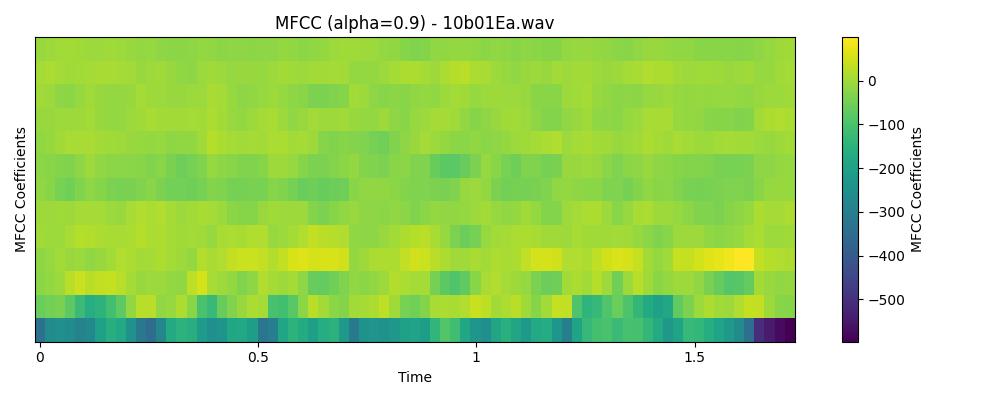 MFCC (alpha=0.9) - 10b01Ea.wav
MFCC Coefficients
0
0.5
1
1.5
Time
0
−100
−200
−300
−400
−500
MFCC Coefficients